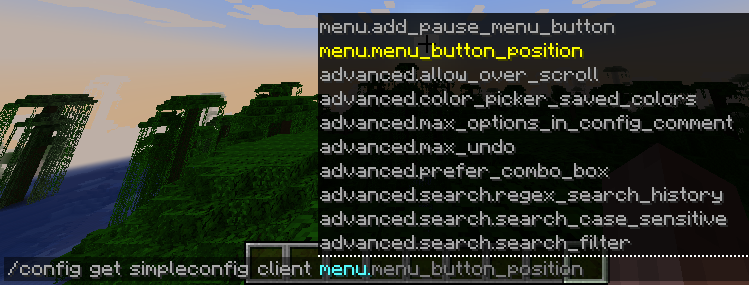 menu.add_pause_menu_button
menu.menu_button_position
advanced.allow_over_scroll
advanced.color_picker_saved_colors
advanced.max_options_in_config_comment
advanced.max_undo
advanced.prefer_combo_box
advanced.search.regex_search_history
advanced.search.search_case_sensitive
advanced.search.search_filter
/config get simpleconfig client menu.menu_button_position